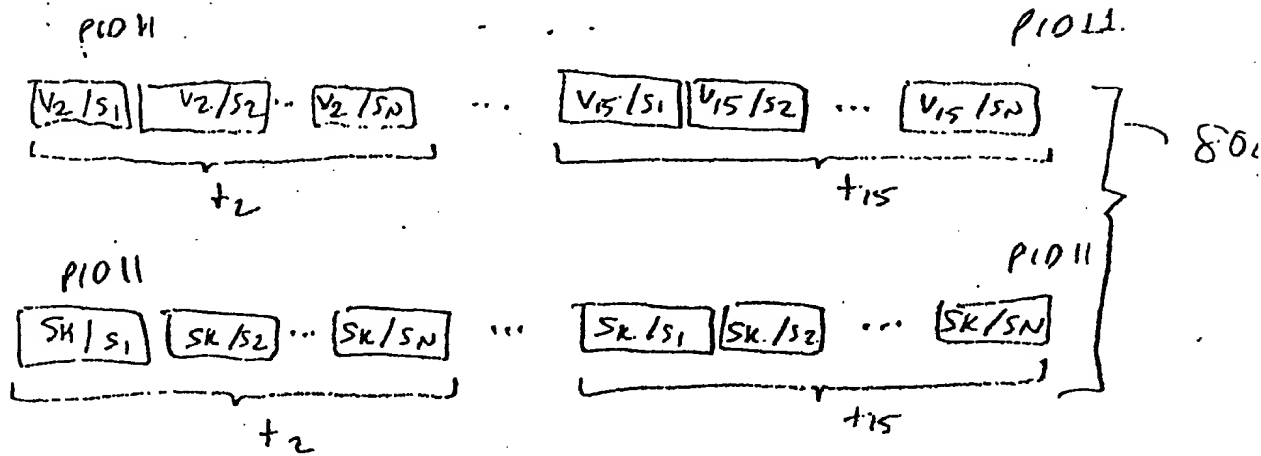 PID 11 PID 11.
V2/S1 V2/S2 ... V2/SN ... V15/S1 V15/S2 ... V15/SN
t2 t15
PID 11 PID 11
SK/S1 SK/S2 ... SK/SN ... SK/S1 SK/S2 ... SK/SN
t2 t15